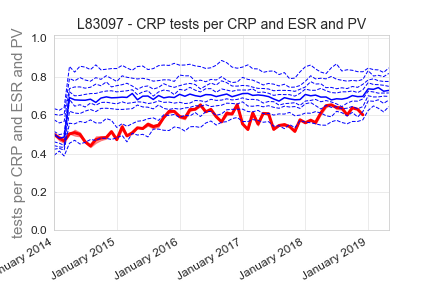 L83097 - CRP tests per CRP and ESR and PV
tests per CRP and ESR and PV
1.0
0.8
0.6
0.4
0.2
0.0
2014
January 2015
January 2016
January 2017
January 2018
January 2019